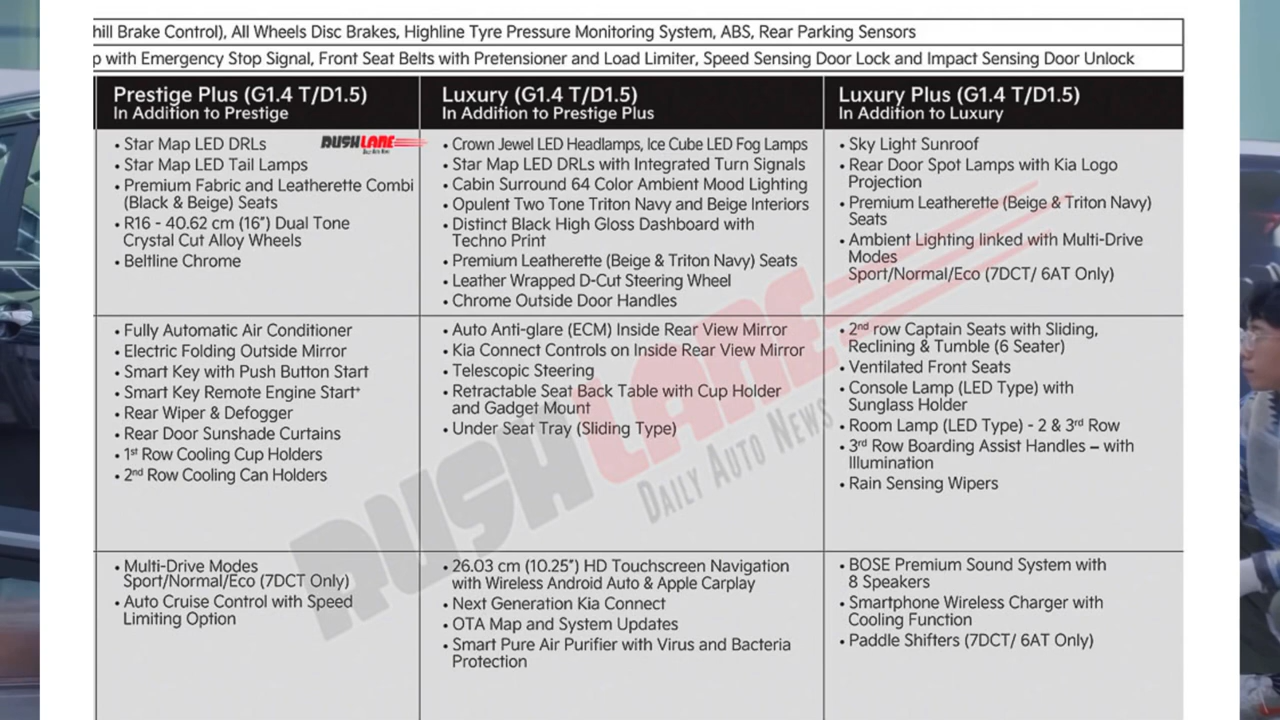 hill Brake Control), All Wheels Disc Brakes, Highline Tyre Pressure Monitoring System, ABS, Rear Parking Sensors
p with Emergency Stop Signal, Front Seat Belts with Pretensioner and Load Limiter, Speed Sensing Door Lock and Impact Sensing Door Unlock
Prestige Plus (G1.4 T/D1.5)
In Addition to Prestige
• Star Map LED DRLs
RUSHLANE
Daily Auto News
• Star Map LED Tail Lamps
• Premium Fabric and Leatherette Combi
(Black & Beige) Seats
• R16 - 40.62 cm (16”) Dual Tone
Crystal Cut Alloy Wheels
• Beltline Chrome
• Fully Automatic Air Conditioner
• Electric Folding Outside Mirror
• Smart Key with Push Button Start
• Smart Key Remote Engine Start⁺
• Rear Wiper & Defogger
• Rear Door Sunshade Curtains
• 1st Row Cooling Cup Holders
• 2nd Row Cooling Can Holders
• Multi-Drive Modes
Sport/Normal/Eco (7DCT Only)
• Auto Cruise Control with Speed
Limiting Option
Luxury (G1.4 T/D1.5)
In Addition to Prestige Plus
• Crown Jewel LED Headlamps, Ice Cube LED Fog Lamps
• Star Map LED DRLs with Integrated Turn Signals
• Cabin Surround 64 Color Ambient Mood Lighting
• Opulent Two Tone Triton Navy and Beige Interiors
• Distinct Black High Gloss Dashboard with
Techno Print
• Premium Leatherette (Beige & Triton Navy) Seats
• Leather Wrapped D-Cut Steering Wheel
• Chrome Outside Door Handles
• Auto Anti-glare (ECM) Inside Rear View Mirror
• Kia Connect Controls on Inside Rear View Mirror
• Telescopic Steering
• Retractable Seat Back Table with Cup Holder
and Gadget Mount
• Under Seat Tray (Sliding Type)
• 26.03 cm (10.25”) HD Touchscreen Navigation
with Wireless Android Auto & Apple Carplay
• Next Generation Kia Connect
• OTA Map and System Updates
• Smart Pure Air Purifier with Virus and Bacteria
Protection
Luxury Plus (G1.4 T/D1.5)
In Addition to Luxury
• Sky Light Sunroof
• Rear Door Spot Lamps with Kia Logo
Projection
• Premium Leatherette (Beige & Triton Navy)
Seats
• Ambient Lighting linked with Multi-Drive
Modes
Sport/Normal/Eco (7DCT/ 6AT Only)
• 2nd row Captain Seats with Sliding,
Reclining & Tumble (6 Seater)
• Ventilated Front Seats
• Console Lamp (LED Type) with
Sunglass Holder
• Room Lamp (LED Type) - 2 & 3rd Row
• 3rd Row Boarding Assist Handles – with
Illumination
• Rain Sensing Wipers
• BOSE Premium Sound System with
8 Speakers
• Smartphone Wireless Charger with
Cooling Function
• Paddle Shifters (7DCT/ 6AT Only)
RUSHLANE
DAILY AUTO NEWS